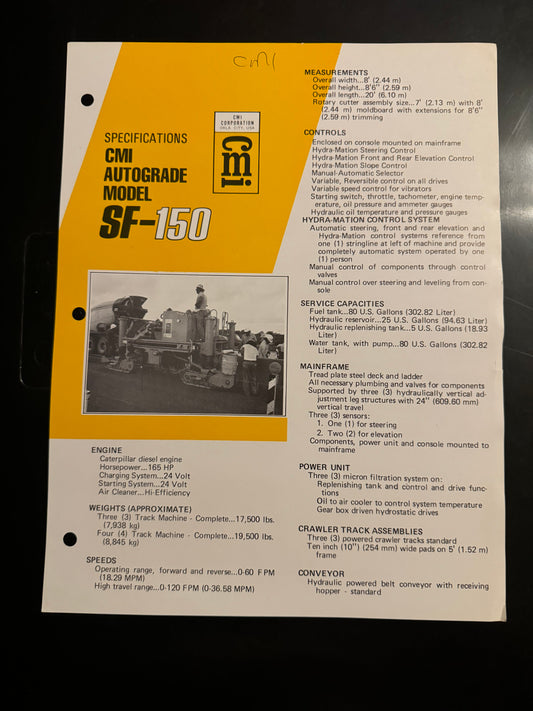 cmi
CMI
CORPORATION
OKLA. CITY, USA
cmi
SPECIFICATIONS
CMI
AUTOGRADE
MODEL
SF-150
ENGINE
Caterpillar diesel engine
Horsepower...165 HP
Charging System...24 Volt
Starting System...24 Volt
Air Cleaner...Hi-Efficiency
WEIGHTS (APPROXIMATE)
Three (3) Track Machine - Complete...17,500 lbs.
(7,938 kg)
Four (4) Track Machine - Complete...19,500 lbs.
(8,845 kg)
SPEEDS
Operating range, forward and reverse...0-60 FPM
(18.29 MPM)
High travel range...0-120 FPM (0-36.58 MPM)
MEASUREMENTS
Overall width...8' (2.44 m)
Overall height...8'6" (2.59 m)
Overall length...20' (6.10 m)
Rotary cutter assembly size...7' (2.13 m) with 8'
(2.44 m) moldboard with extensions for 8'6"
(2.59 m) trimming
CONTROLS
Enclosed on console mounted on mainframe
Hydra-Mation Steering Control
Hydra-Mation Front and Rear Elevation Control
Hydra-Mation Slope Control
Manual-Automatic Selector
Variable, Reversible control on all drives
Variable speed control for vibrators
Starting switch, throttle, tachometer, engine temp-
erature, oil pressure and ammeter gauges
Hydraulic oil temperature and pressure gauges
HYDRA-MATION CONTROL SYSTEM
Automatic steering, front and rear elevation and
Hydra-Mation control systems reference from
one (1) stringline at left of machine and provide
completely automatic system operated by one
(1) person
Manual control of components through control
valves
Manual control over steering and leveling from con-
sole
SERVICE CAPACITIES
Fuel tank...80 U.S. Gallons (302.82 Liter)
Hydraulic reservoir...25 U.S. Gallons (94.63 Liter)
Hydraulic replenishing tank...5 U.S. Gallons (18.93
Liter)
Water tank, with pump...80 U.S. Gallons (302.82
Liter)
MAINFRAME
Tread plate steel deck and ladder
All necessary plumbing and valves for components
Supported by three (3) hydraulically vertical ad-
justment leg structures with 24" (609.60 mm)
vertical travel
Three (3) sensors:
1. One (1) for steering
2. Two (2) for elevation
Components, power unit and console mounted to
mainframe
POWER UNIT
Three (3) micron filtration system on:
Replenishing tank and control and drive func-
tions
Oil to air cooler to control system temperature
Gear box driven hydrostatic drives
CRAWLER TRACK ASSEMBLIES
Three (3) powered crawler tracks standard
Ten inch (10") (254 mm) wide pads on 5' (1.52 m)
frame
CONVEYOR
Hydraulic powered belt conveyor with receiving
hopper - standard